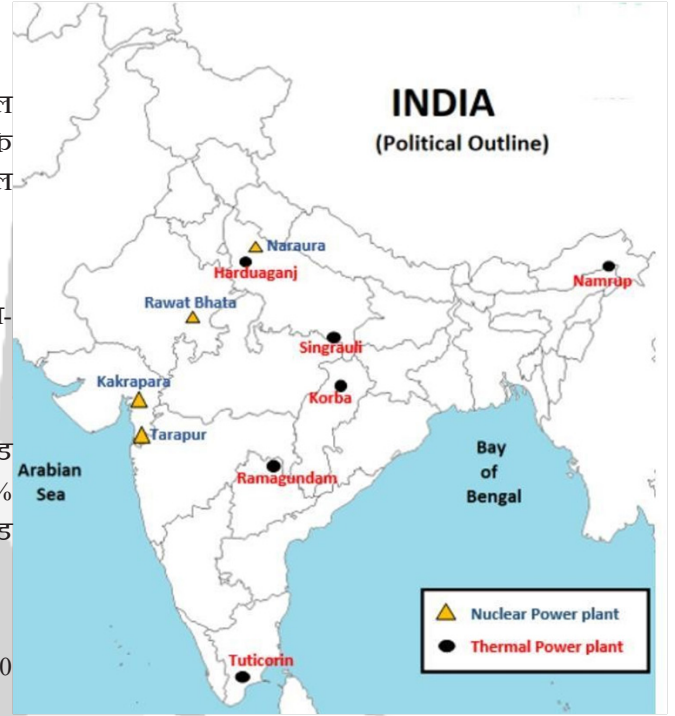 INDIA
(Political Outline)
Naraura
Harduaganj
Namrup
Rawat Bhata
Singrauli
Kakrapara
Korba
Tarapur
Bay
of
Bengal
Arabian
Sea
Ramagundam
Nuclear Power plant
Thermal Power plant
Tuticorin
%
0